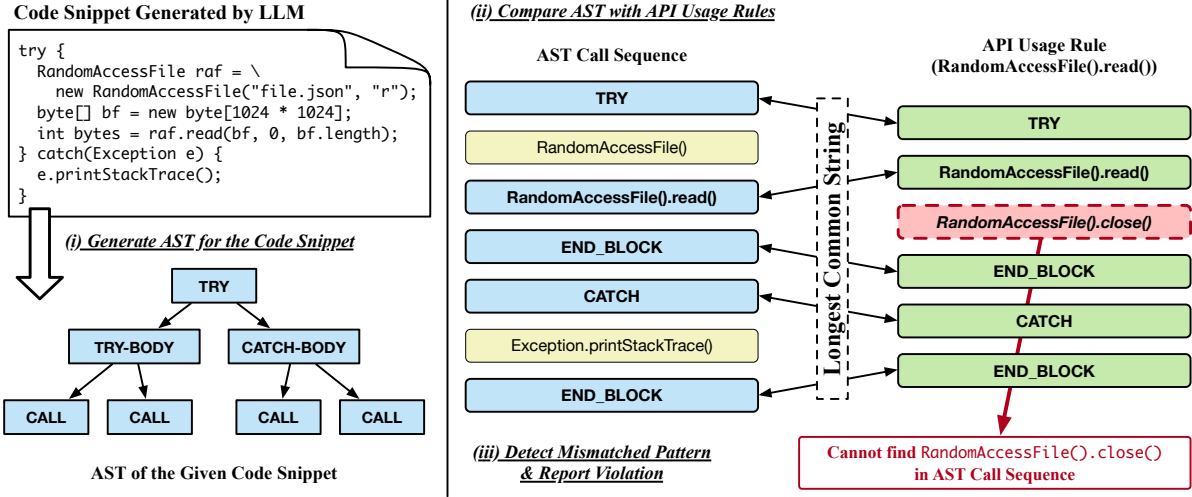 Code Snippet Generated by LLM
try {
RandomAccessFile raf = \
new RandomAccessFile("file.json", "r");
byte[] bf = new byte[1024 * 1024];
int bytes = raf.read(bf, 0, bf.length);
} catch(Exception e) {
e.printStackTrace();
}
(i) Generate AST for the Code Snippet
TRY
TRY-BODY
CATCH-BODY
CALL
CALL
CALL
CALL
AST of the Given Code Snippet
(ii) Compare AST with API Usage Rules
AST Call Sequence
TRY
RandomAccessFile()
RandomAccessFile().read()
END_BLOCK
CATCH
Exception.printStackTrace()
END_BLOCK
Longest Common String
API Usage Rule
(RandomAccessFile().read())
TRY
RandomAccessFile().read()
RandomAccessFile().close()
END_BLOCK
CATCH
END_BLOCK
(iii) Detect Mismatched Pattern
& Report Violation
Cannot find RandomAccessFile().close()
in AST Call Sequence